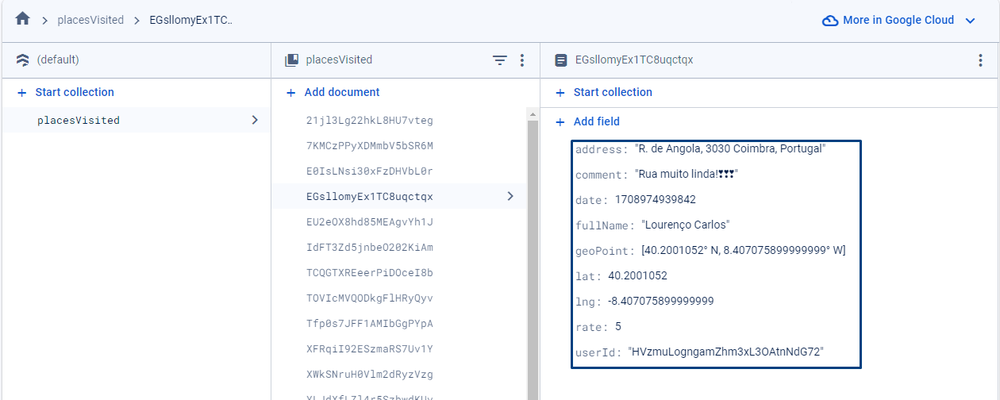 placesVisited
EGsllomyEx1TC..
More in Google Cloud
(default)
placesVisited
EGsllomyEx1TC8uqctqx
Start collection
Add document
Start collection
placesVisited
21jl3Lg22hkL8HU7vteg
7KMCzPPyXDMmbV5bSR6M
E0IsLNsi30xFzDHVbL0r
EGsllomyEx1TC8uqctqx
EU2eOX8hd85MEAgvYh1J
IdFT3Zd5jnbeO202KiAm
TCQGTXREeerPiDOceI8b
TOVIcMVQODkgFlHRyQyv
Tfp0s7JFF1AMIbGgPYpA
XFRqiI92ESzmaRS7Uv1Y
XWkSNruH0Vlm2dRyzVzg
Add field
address: "R. de Angola, 3030 Coimbra, Portugal"
comment: "Rua muito linda!❣❣❣"
date: 1708974939842
fullName: "Lourenço Carlos"
geoPoint: [40.2001052° N, 8.407075899999999° W]
lat: 40.2001052
lng: -8.407075899999999
rate: 5
userId: "HVzmuLogngamZhm3xL3OAtnNdG72"